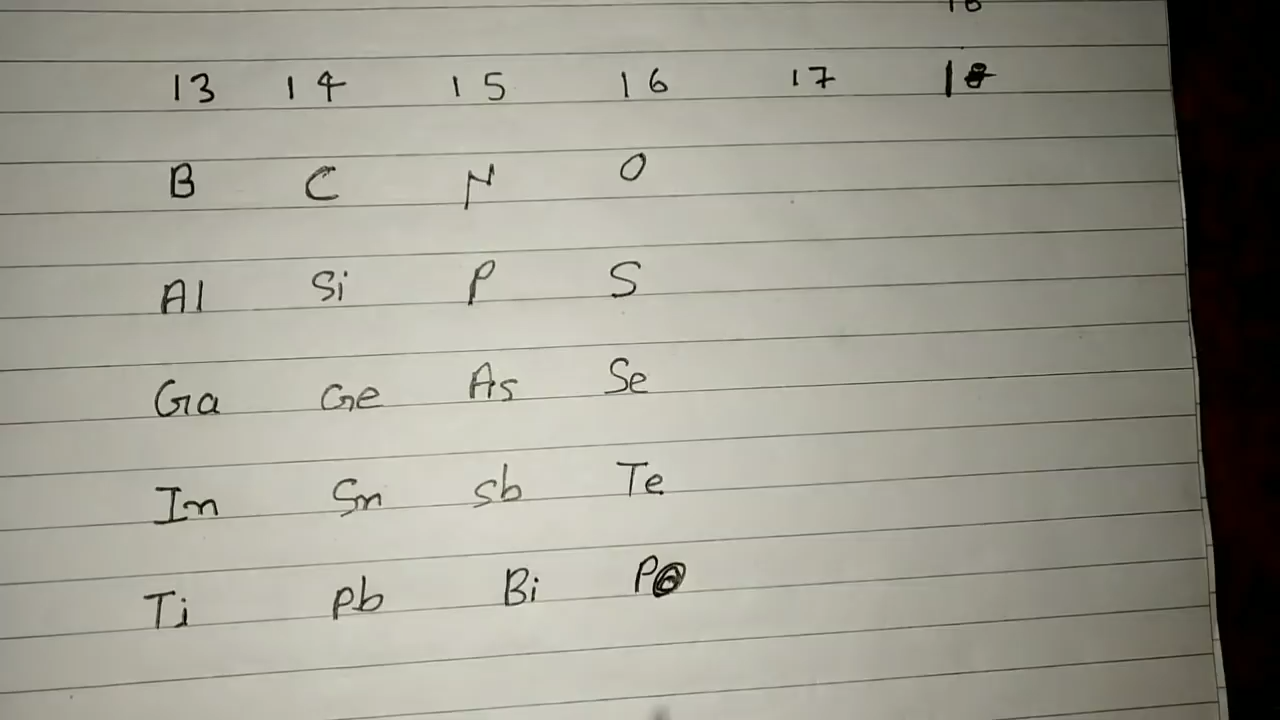 13 14 15 16 17 18
B C N O
Al Si P S
Ga Ge As Se
In Sn Sb Te
Ti Pb Bi Po